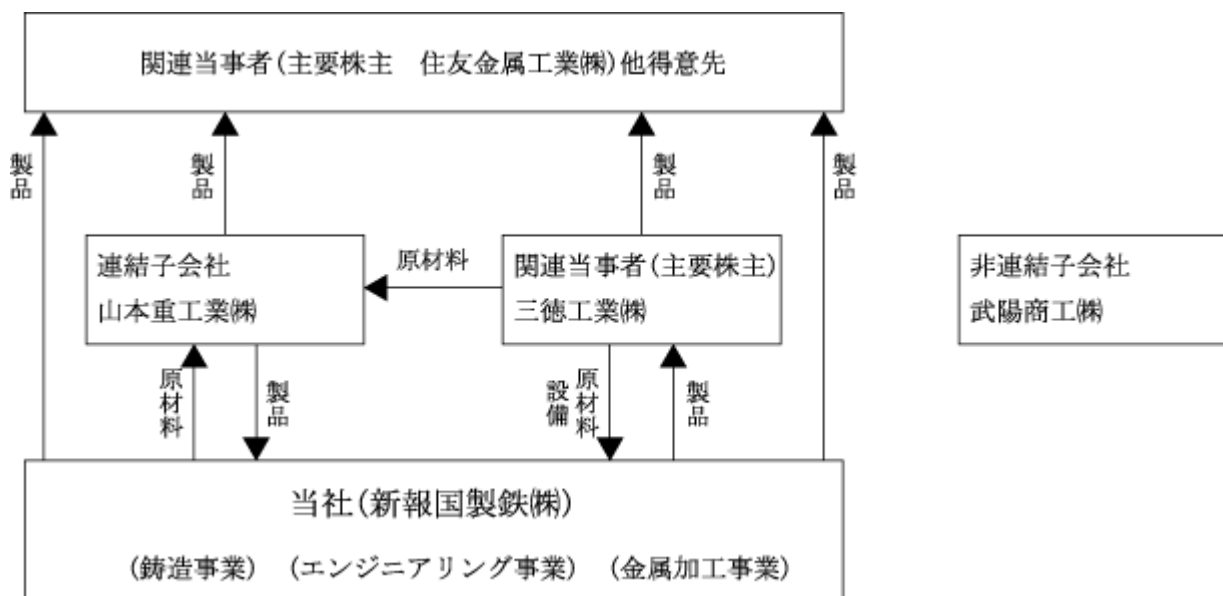 関連当事者(主要株主　住友金属工業㈱)他得意先
製品
製品
製品
製品
連結子会社
山本重工業㈱
原材料
関連当事者(主要株主)
三徳工業㈱
非連結子会社
武陽商工㈱
原材料
製品
設備
原材料
製品
当社(新報国製鉄㈱)
(鋳造事業)　(エンジニアリング事業)　(金属加工事業)